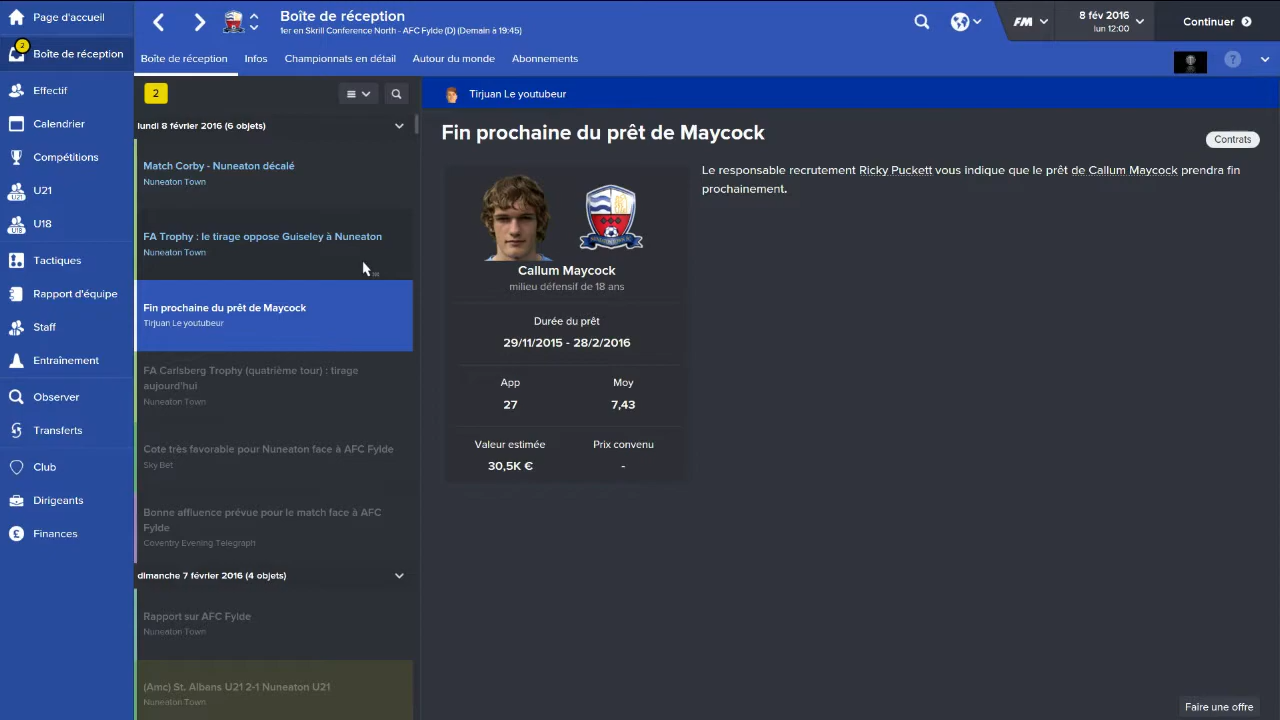 Page d'accueil
2
Boîte de réception
Effectif
Calendrier
Compétitions
U21
U21
U18
U18
Tactiques
Rapport d'équipe
Staff
Entraînement
Observer
Transferts
Club
Dirigeants
Finances
Boîte de réception
1er en Skrill Conference North - AFC Fylde (D) (Demain à 19:45)
FM
8 fév 2016
lun 12:00
Continuer
Boîte de réception
Infos
Championnats en détail
Autour du monde
Abonnements
?
2
lundi 8 février 2016 (6 objets)
Match Corby - Nuneaton décalé
Nuneaton Town
FA Trophy : le tirage oppose Guiseley à Nuneaton
Nuneaton Town
Fin prochaine du prêt de Maycock
Tirjuan Le youtubeur
FA Carlsberg Trophy (quatrième tour) : tirage
aujourd'hui
Nuneaton Town
Cote très favorable pour Nuneaton face à AFC Fylde
Sky Bet
Bonne affluence prévue pour le match face à AFC
Fylde
Coventry Evening Telegraph
dimanche 7 février 2016 (4 objets)
Rapport sur AFC Fylde
Nuneaton Town
(Amc) St. Albans U21 2-1 Nuneaton U21
Nuneaton Town
Tirjuan Le youtubeur
Fin prochaine du prêt de Maycock
Contrats
Callum Maycock
milieu défensif de 18 ans
Durée du prêt
29/11/2015 - 28/2/2016
App
Moy
27
7,43
Valeur estimée
Prix convenu
30,5K €
-
Le responsable recrutement Ricky Puckett vous indique que le prêt de Callum Maycock prendra fin
prochainement.
Faire une offre